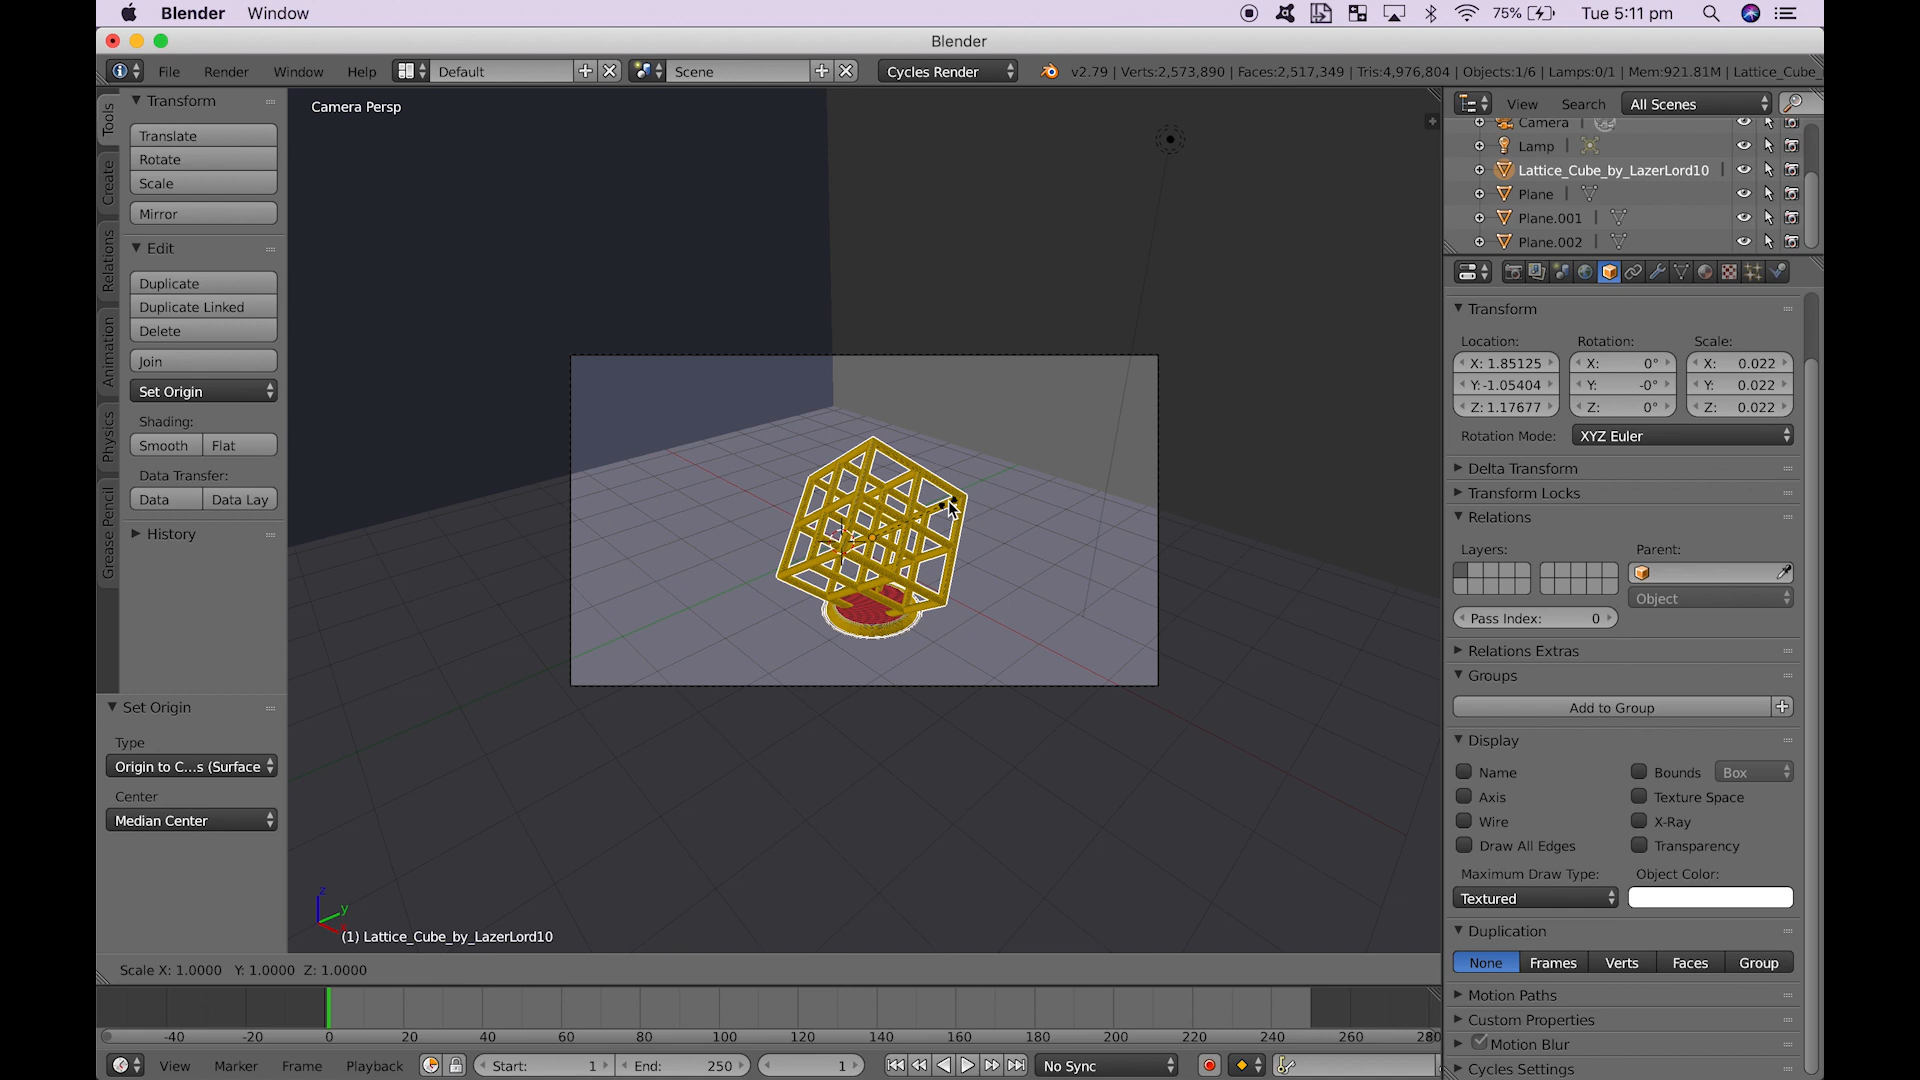 Blender Window 75% Tue 5:11 pm
Blender
File Render Window Help Default Scene Cycles Render v2.79 | Verts:2,573,890 | Faces:2,517,349 | Tris:4,976,804 | Objects:1/6 | Lamps:0/1 | Mem:921.81M | Lattice_Cube_
Tools
Create
Relations
Animation
Physics
Grease Pencil
Transform
Translate
Rotate
Scale
Mirror
Edit
Duplicate
Duplicate Linked
Delete
Join
Set Origin
Shading:
Smooth Flat
Data Transfer:
Data Data Lay
History
Set Origin
Type
Origin to C...s (Surface
Center
Median Center
Camera Persp
z
y
(1) Lattice_Cube_by_LazerLord10
Scale X: 1.0000 Y: 1.0000 Z: 1.0000
-40 -20 0 20 40 60 80 100 120 140 160 180 200 220 240 260 280
View Marker Frame Playback Start: 1 End: 250 1 No Sync
View Search All Scenes
Camera
Lamp
Lattice_Cube_by_LazerLord10
Plane
Plane.001
Plane.002
Transform
Location: Rotation: Scale:
X: 1.85125 X: 0° X: 0.022
Y:-1.05404 Y: -0° Y: 0.022
Z: 1.17677 Z: 0° Z: 0.022
Rotation Mode: XYZ Euler
Delta Transform
Transform Locks
Relations
Layers: Parent:
Object
Pass Index: 0
Relations Extras
Groups
Add to Group
Display
Name Bounds Box
Axis Texture Space
Wire X-Ray
Draw All Edges Transparency
Maximum Draw Type: Object Color:
Textured
Duplication
None Frames Verts Faces Group
Motion Paths
Custom Properties
Motion Blur
Cycles Settings